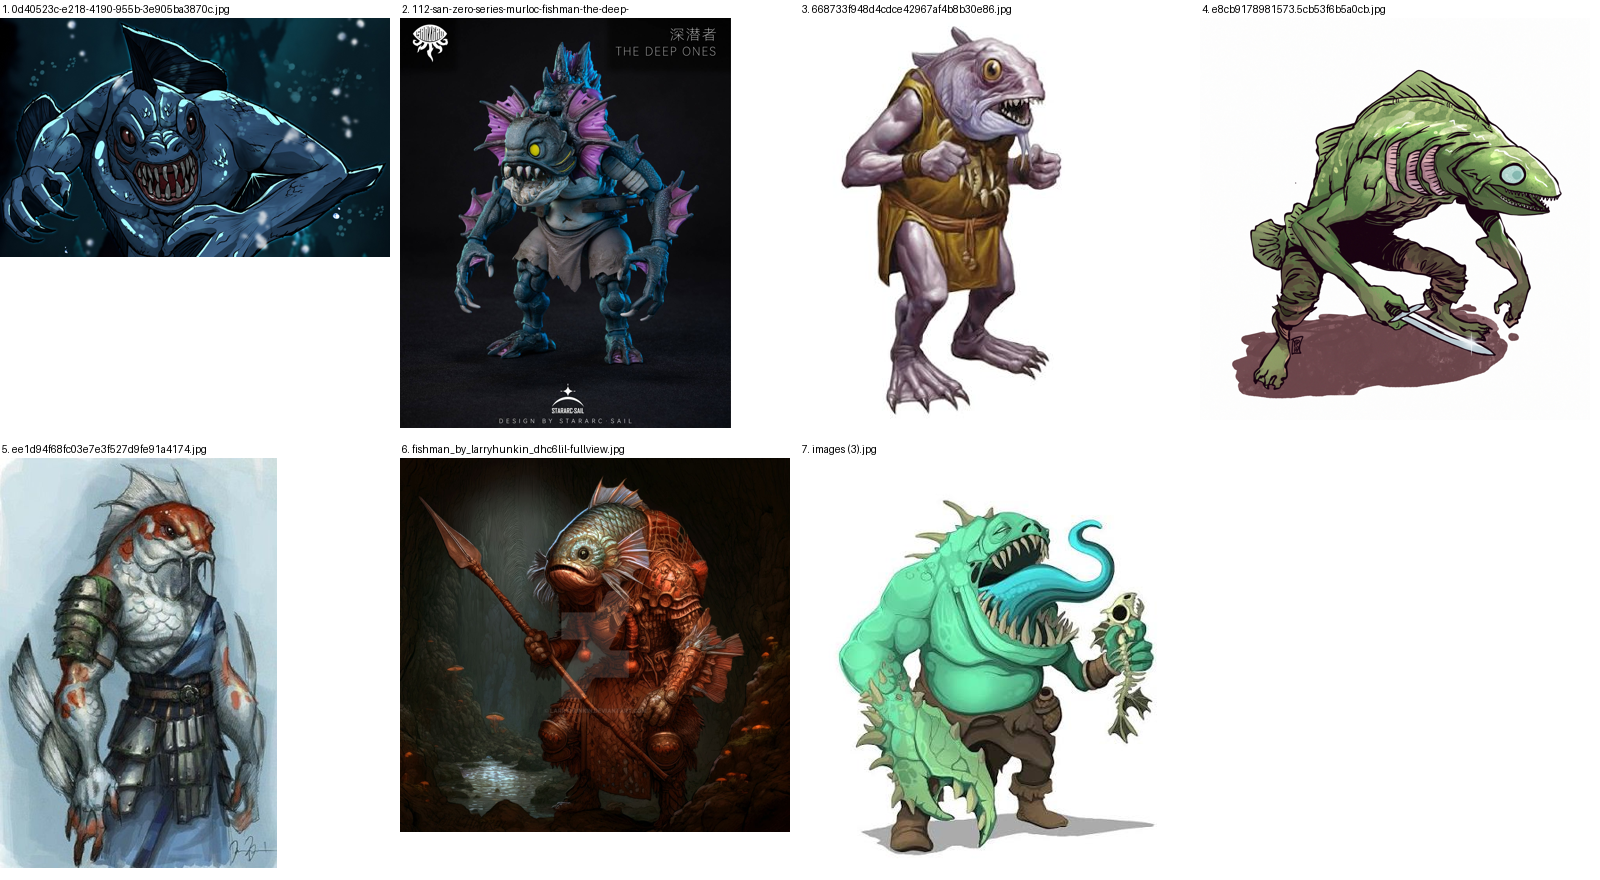 1. 0d40523c-e218-4190-955b-3e905ba3870c.jpg
2. 112-san-zero-series-murloc-fishman-the-deep-
3. 668733f948d4cdce42967af4b8b30e86.jpg
4. e8cb9178981573.5cb53f6b5a0cb.jpg
深潜者
THE DEEP ONES
STARARC·SAIL
DESIGN BY STARARC·SAIL
5. ee1d94f68fc03e7e3f527d9fe91a4174.jpg
6. fishman_by_larryhunkin_dhc6lil-fullview.jpg
7. images (3).jpg